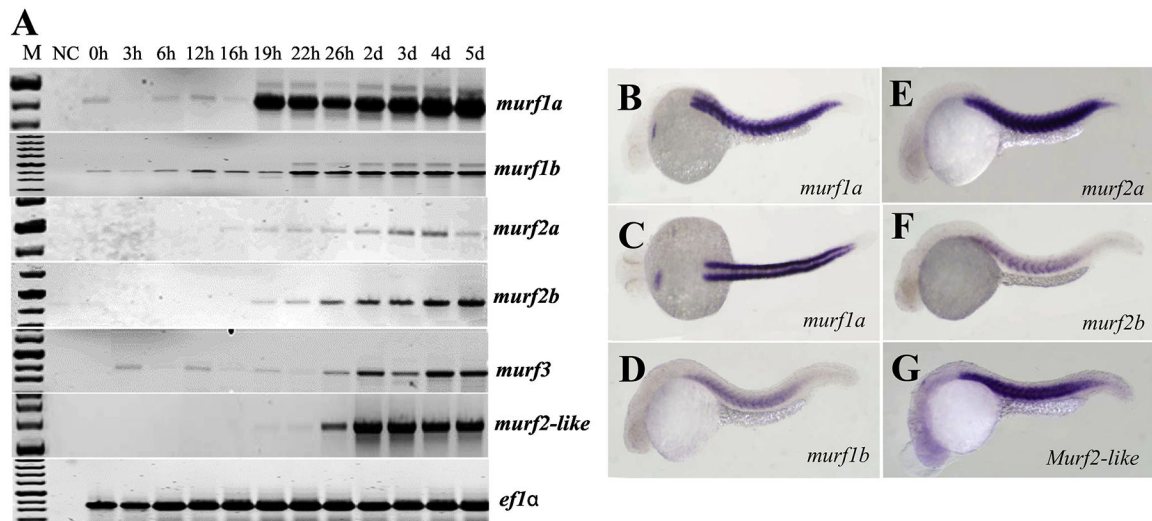 A
M NC 0h 3h 6h 12h 16h 19h 22h 26h 2d 3d 4d 5d
murf1a
murf1b
murf2a
murf2b
murf3
murf2-like
ef1α
B
murf1a
E
murf2a
C
murf1a
F
murf2b
D
murf1b
G
Murf2-like